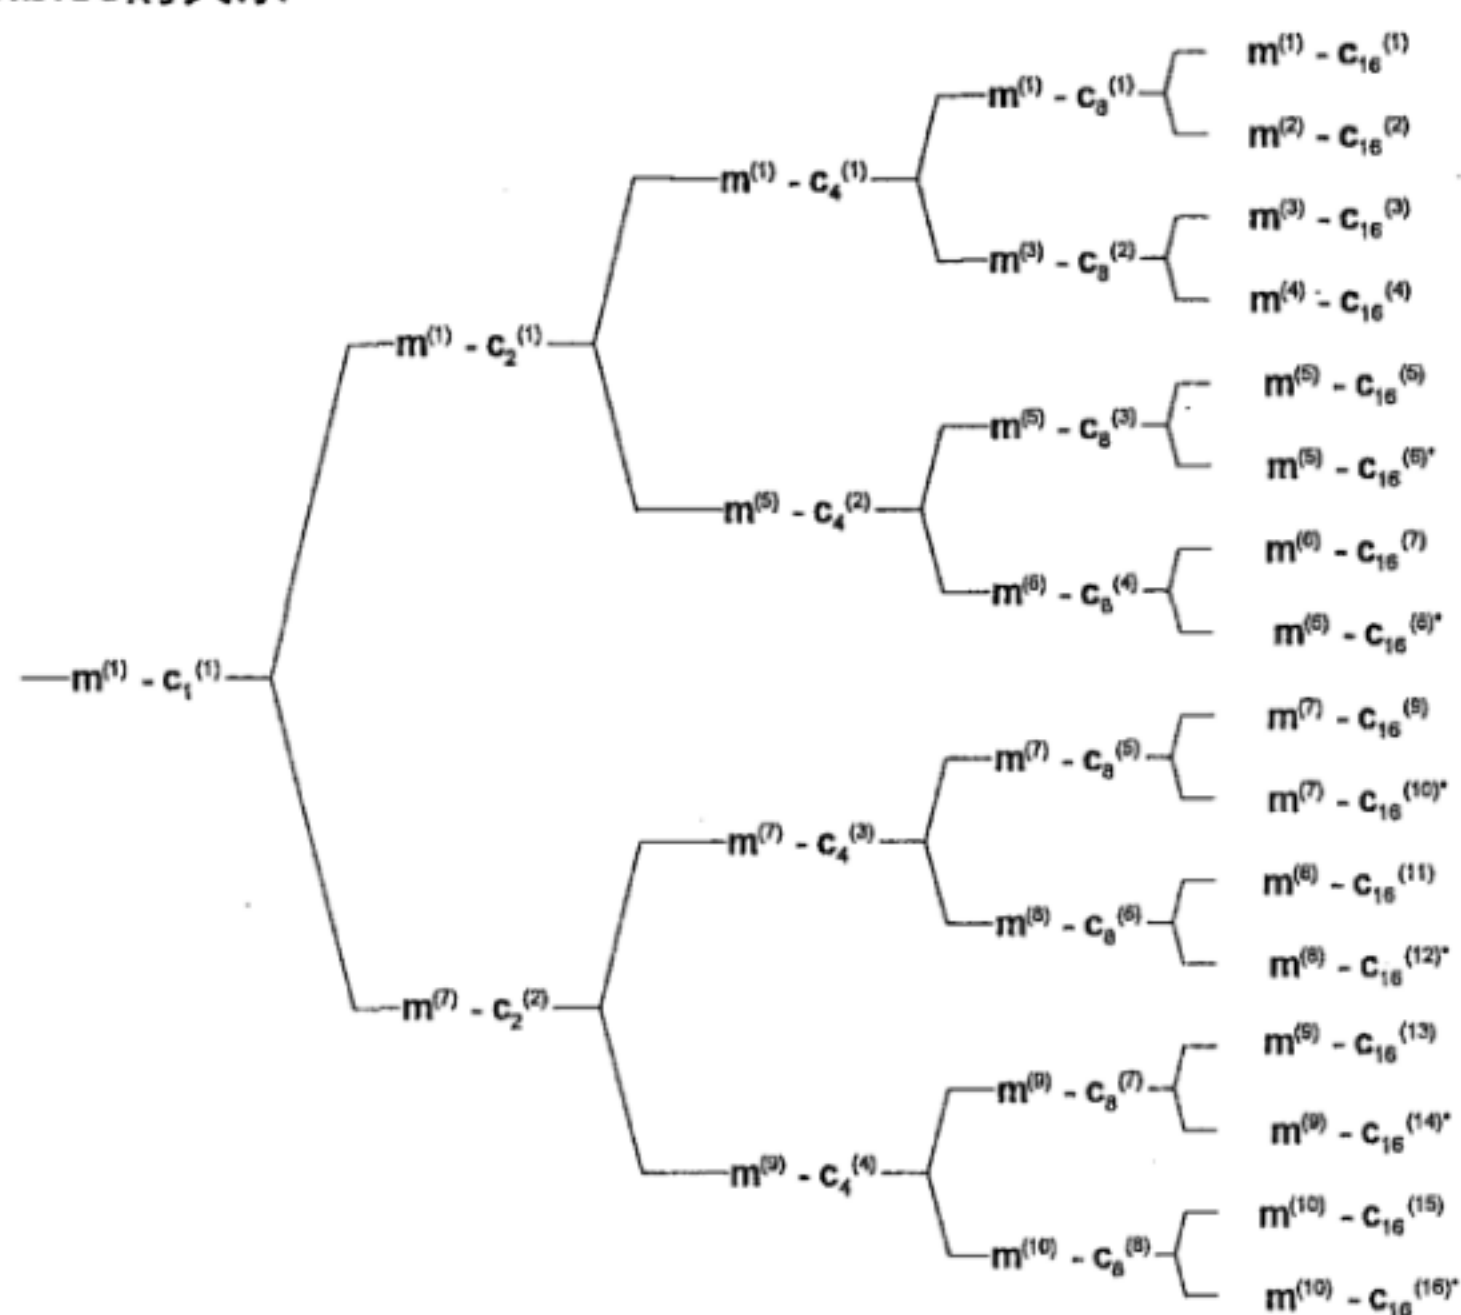 m(1) - c16(1)
m(1) - c8(1)
m(2) - c16(2)
m(1) - c4(1)
m(3) - c16(3)
m(3) - c8(2)
m(4) - c16(4)
m(1) - c2(1)
m(5) - c16(5)
m(5) - c8(3)
m(5) - c16(6)*
m(5) - c4(2)
m(6) - c16(7)
m(6) - c8(4)
m(6) - c16(8)*
m(1) - c1(1)
m(7) - c16(9)
m(7) - c8(5)
m(7) - c16(10)*
m(7) - c4(3)
m(8) - c16(11)
m(8) - c8(6)
m(8) - c16(12)*
m(7) - c2(2)
m(9) - c16(13)
m(9) - c8(7)
m(9) - c16(14)*
m(9) - c4(4)
m(10) - c16(15)
m(10) - c8(8)
m(10) - c16(16)*